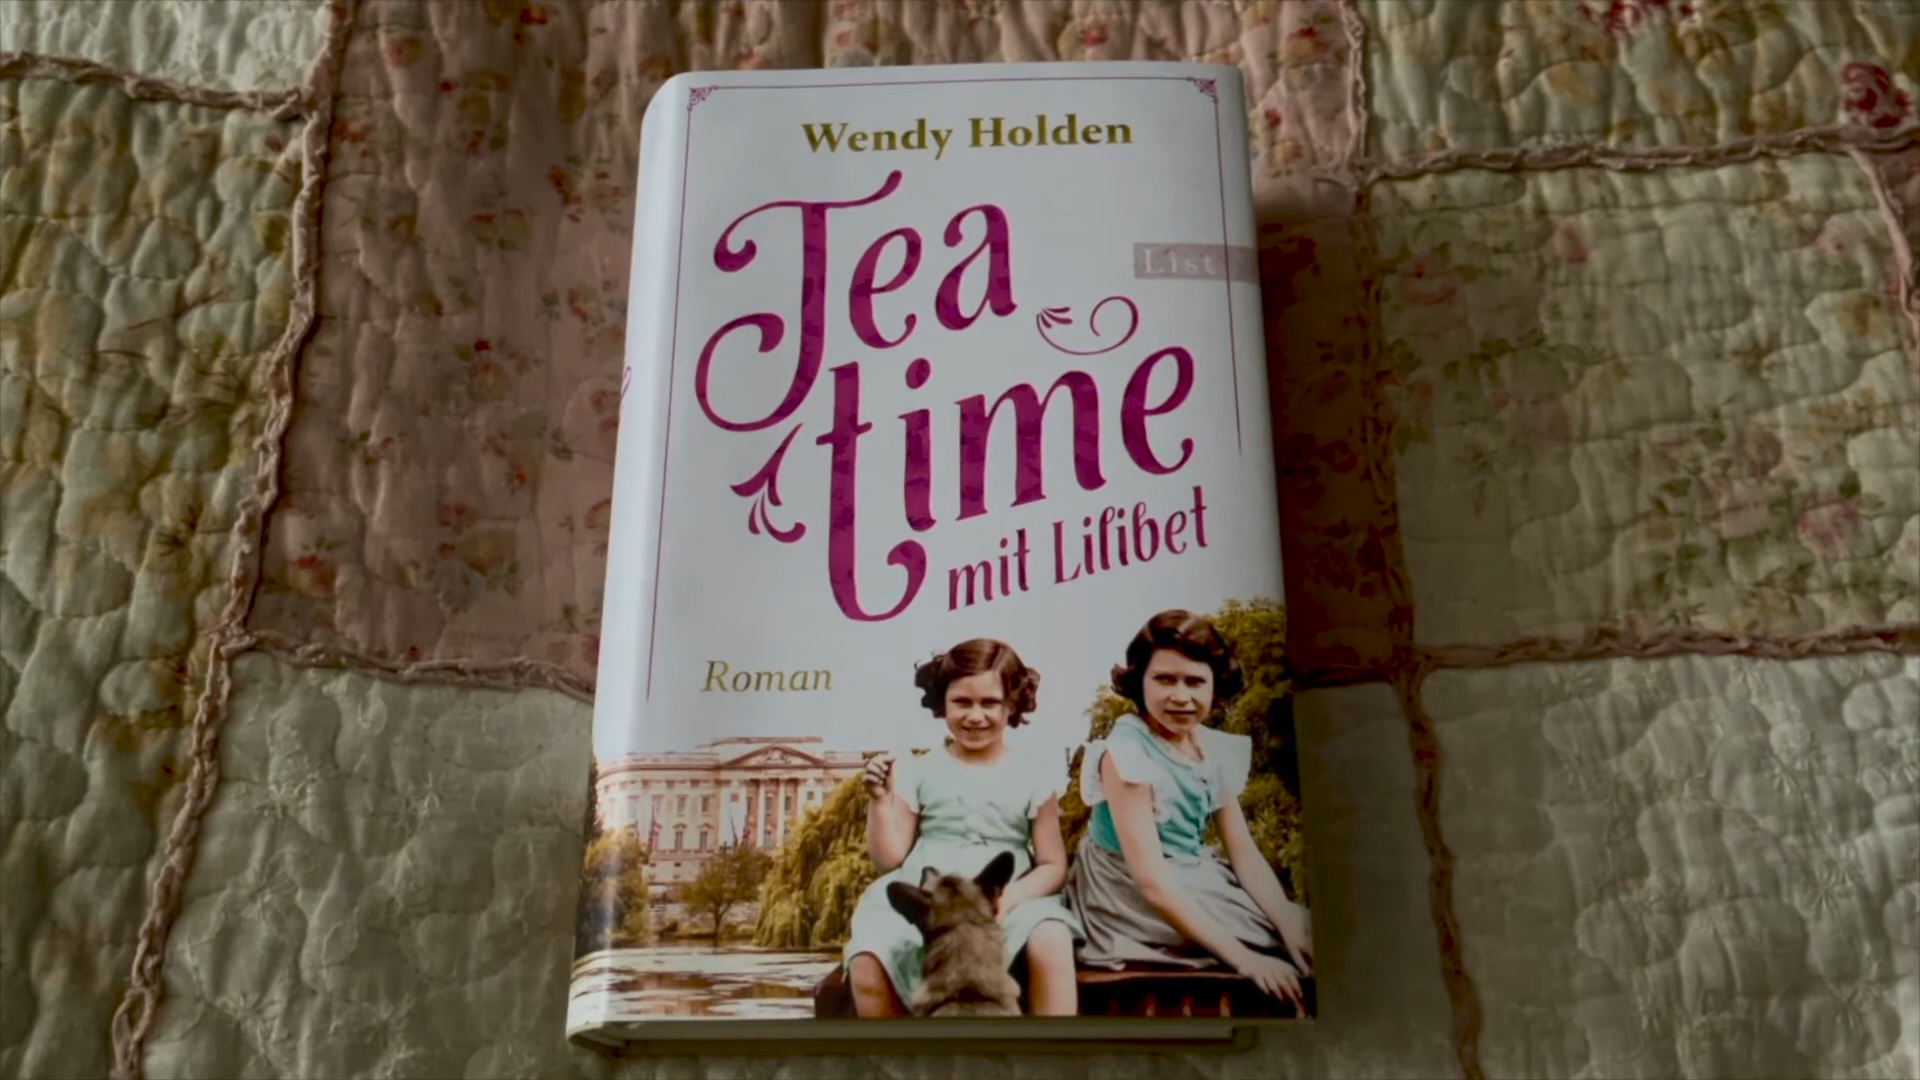 Wendy Holden
Tea
List
time
mit Lilibet
Roman